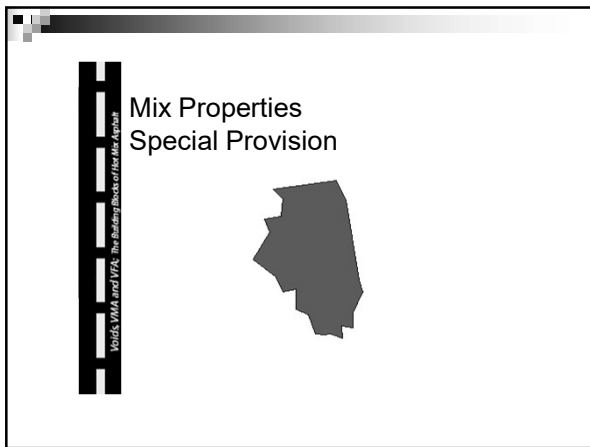 Mix Properties
Special Provision
Voids, VMA and VFA: The Building Blocks of Hot Mix Asphalt